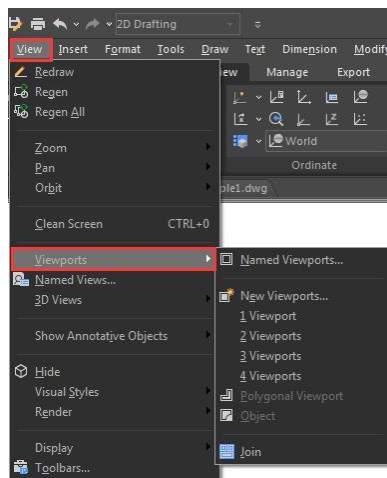 2D Drafting
View Insert Format Tools Draw Text Dimension Modify
Redraw
Regen
Regen All
Zoom
Pan
Orbit
Clean Screen CTRL+0
Viewports
Named Views...
3D Views
Show Annotative Objects
Hide
Visual Styles
Render
Display
Toolbars...
iew Manage Export
World
Ordinate
ple1.dwg
Named Viewports...
New Viewports...
1 Viewport
2 Viewports
3 Viewports
4 Viewports
Polygonal Viewport
Object
Join